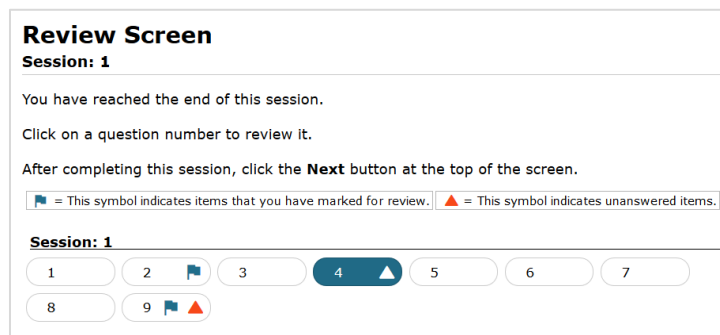 Review Screen
Session: 1
You have reached the end of this session.
Click on a question number to review it.
After completing this session, click the Next button at the top of the screen.
= This symbol indicates items that you have marked for review. = This symbol indicates unanswered items.
Session: 1
1 2 3 4 5 6 7
8 9